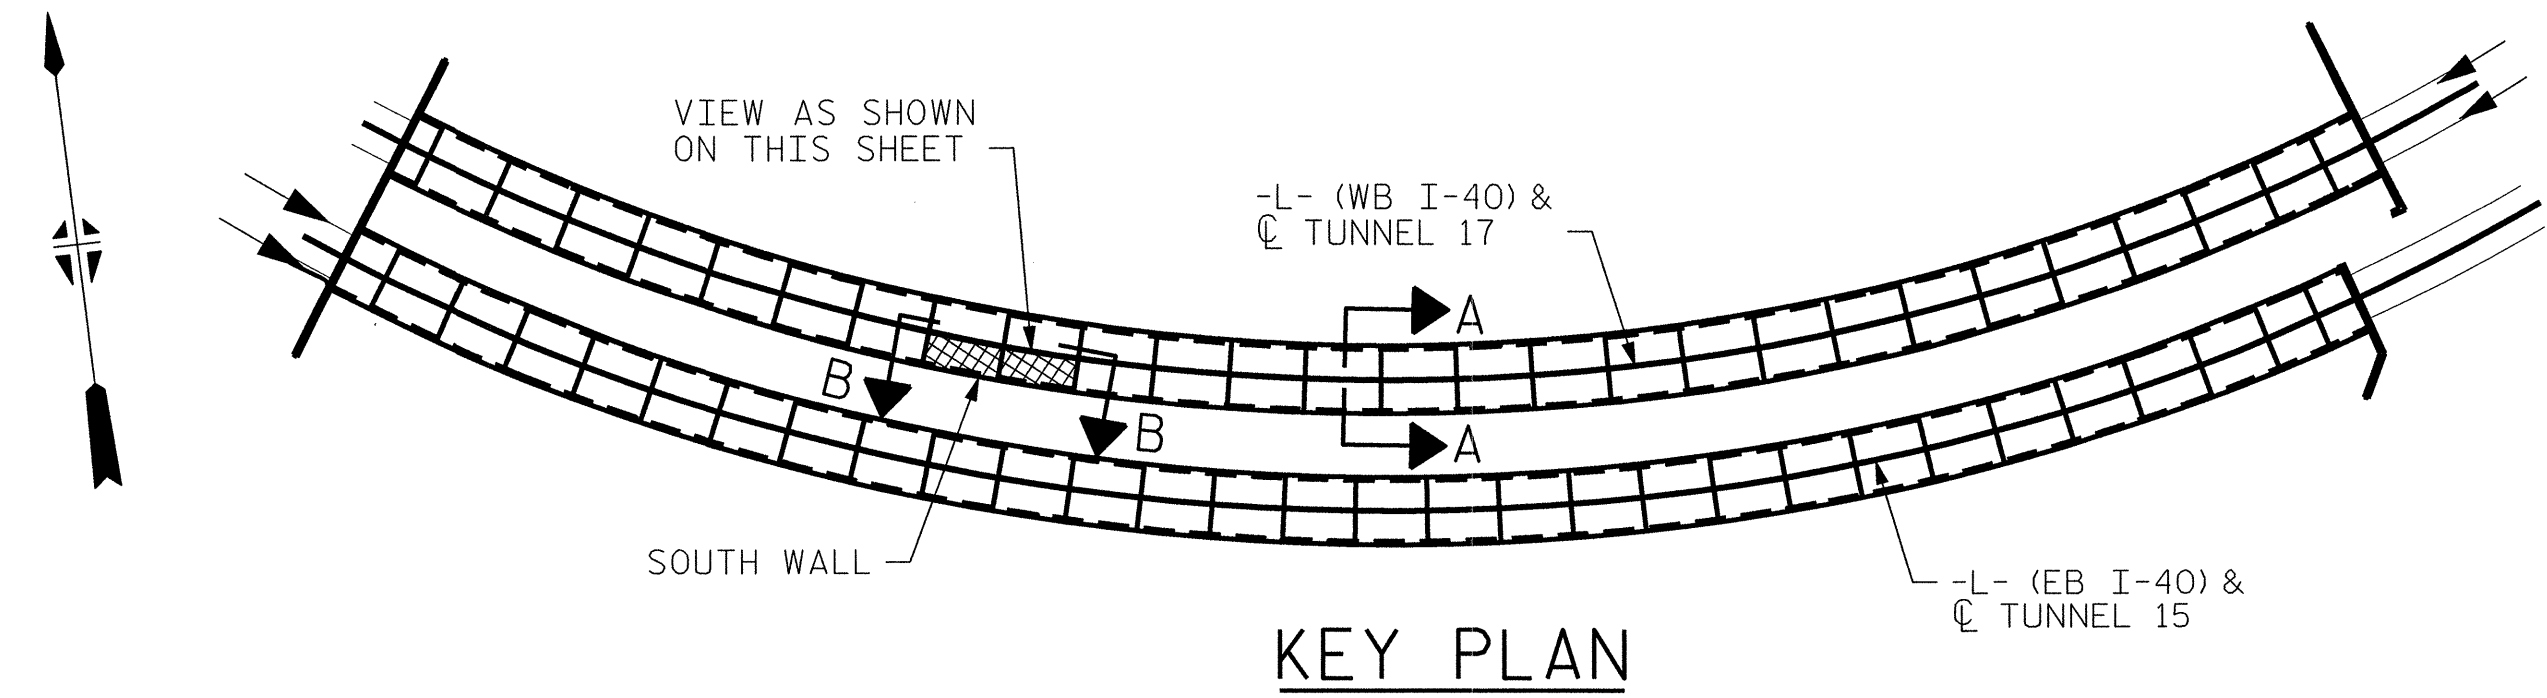 VIEW AS SHOWN
ON THIS SHEET
-L- (WB I-40) &
℄ TUNNEL 17
A
B
B
A
SOUTH WALL
-L- (EB I-40) &
℄ TUNNEL 15
KEY PLAN